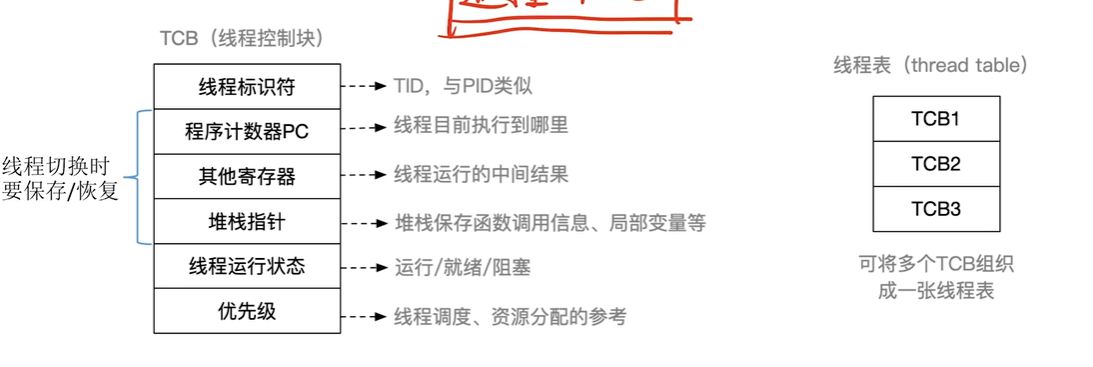 TCB（线程控制块）
线程标识符
TID，与PID类似
程序计数器PC
线程目前执行到哪里
线程切换时
要保存/恢复
其他寄存器
线程运行的中间结果
堆栈指针
堆栈保存函数调用信息、局部变量等
线程运行状态
运行/就绪/阻塞
优先级
线程调度、资源分配的参考
线程表（thread table）
TCB1
TCB2
TCB3
可将多个TCB组织
成一张线程表